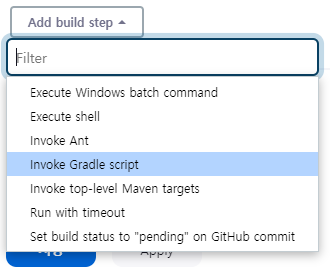 Add build step
Filter
Execute Windows batch command
Execute shell
Invoke Ant
Invoke Gradle script
Invoke top-level Maven targets
Run with timeout
Set build status to "pending" on GitHub commit
Apply